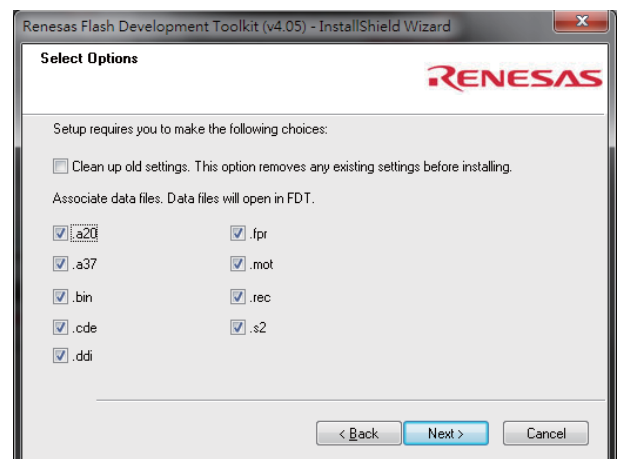 Renesas Flash Development Toolkit (v4.05) - InstallShield Wizard
Select Options
RENESAS
Setup requires you to make the following choices:
Clean up old settings. This option removes any existing settings before installing.
Associate data files. Data files will open in FDT.
.a20 .fpr
.a37 .mot
.bin .rec
.cde .s2
.ddi
< Back Next > Cancel